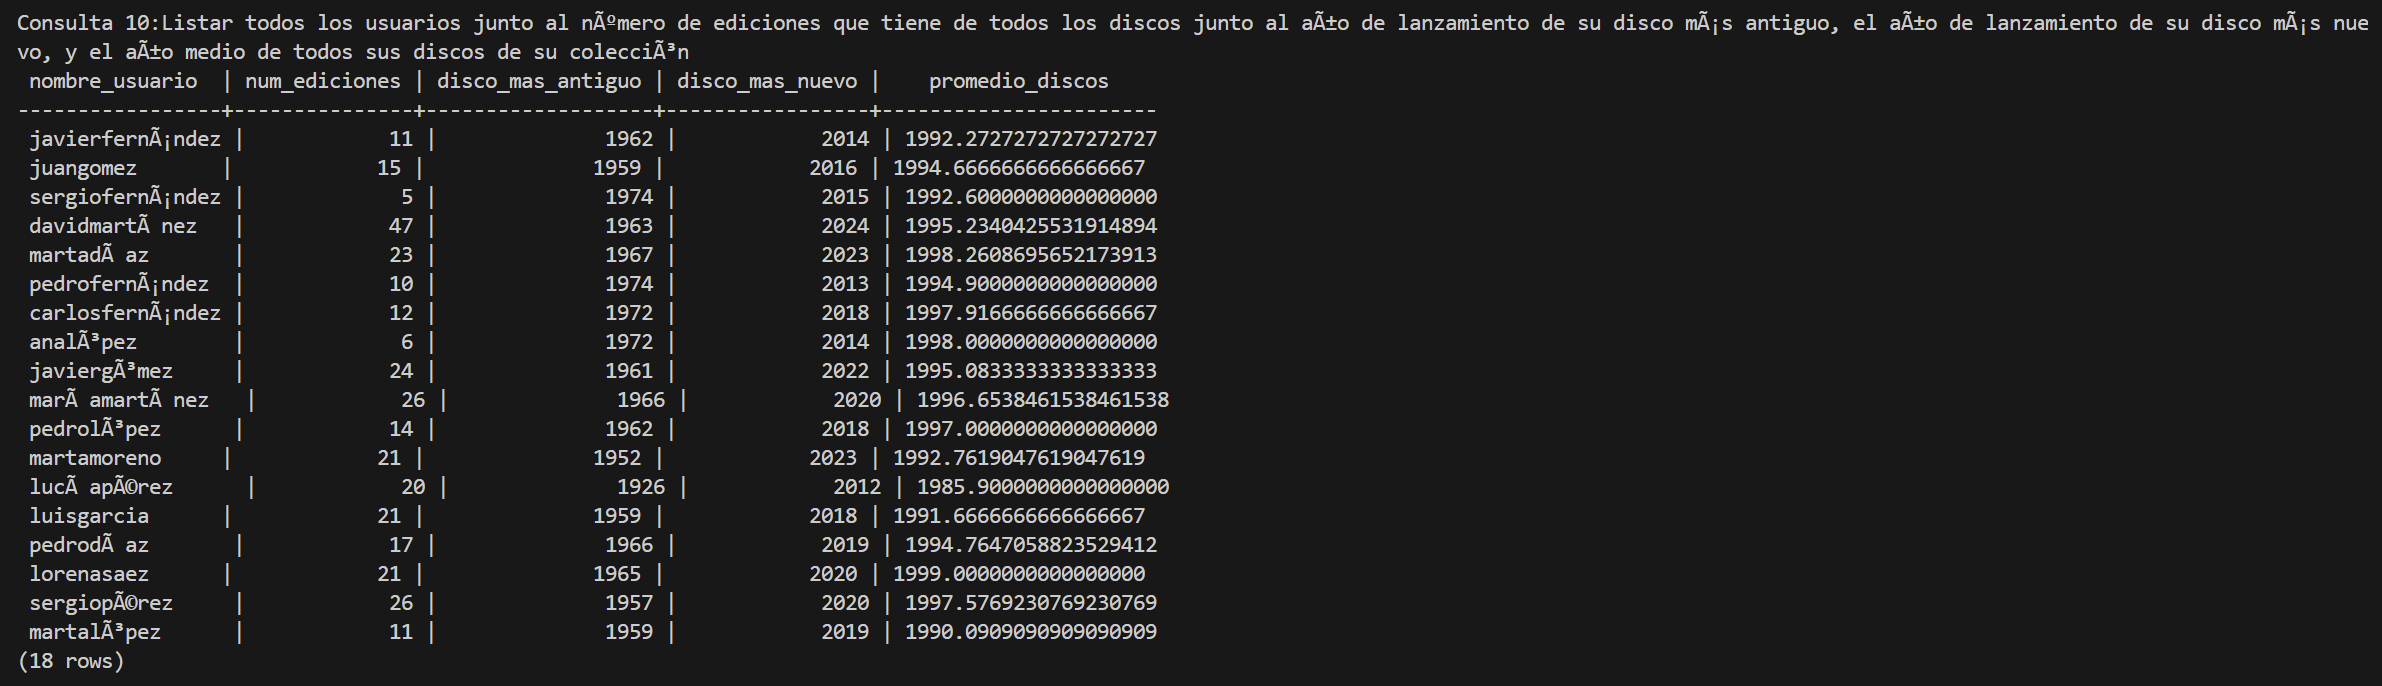 Consulta 10:Listar todos los usuarios junto al nÃºmero de ediciones que tiene de todos los discos junto al aÃ±o de lanzamiento de su disco mÃ¡s antiguo, el aÃ±o de lanzamiento de su disco mÃ¡s nue
vo, y el aÃ±o medio de todos sus discos de su colecciÃ³n
 nombre_usuario  | num_ediciones | disco_mas_antiguo | disco_mas_nuevo |    promedio_discos
-----------------+---------------+-------------------+-----------------+-----------------------
 javierfernÃ¡ndez |            11 |              1962 |            2014 | 1992.2727272727272727
 juangomez       |            15 |              1959 |            2016 | 1994.6666666666666667
 sergiofernÃ¡ndez |             5 |              1974 |            2015 | 1992.6000000000000000
 davidmartÃ nez   |            47 |              1963 |            2024 | 1995.2340425531914894
 martadÃ az       |            23 |              1967 |            2023 | 1998.2608695652173913
 pedrofernÃ¡ndez  |            10 |              1974 |            2013 | 1994.9000000000000000
 carlosfernÃ¡ndez |            12 |              1972 |            2018 | 1997.9166666666666667
 analÃ³pez        |             6 |              1972 |            2014 | 1998.0000000000000000
 javiergÃ³mez     |            24 |              1961 |            2022 | 1995.0833333333333333
 marÃ amartÃ nez   |            26 |              1966 |            2020 | 1996.6538461538461538
 pedrolÃ³pez      |            14 |              1962 |            2018 | 1997.0000000000000000
 martamoreno     |            21 |              1952 |            2023 | 1992.7619047619047619
 lucÃ apÃ©rez      |            20 |              1926 |            2012 | 1985.9000000000000000
 luisgarcia      |            21 |              1959 |            2018 | 1991.6666666666666667
 pedrodÃ az       |            17 |              1966 |            2019 | 1994.7647058823529412
 lorenasaez      |            21 |              1965 |            2020 | 1999.0000000000000000
 sergiopÃ©rez     |            26 |              1957 |            2020 | 1997.5769230769230769
 martalÃ³pez      |            11 |              1959 |            2019 | 1990.0909090909090909
(18 rows)